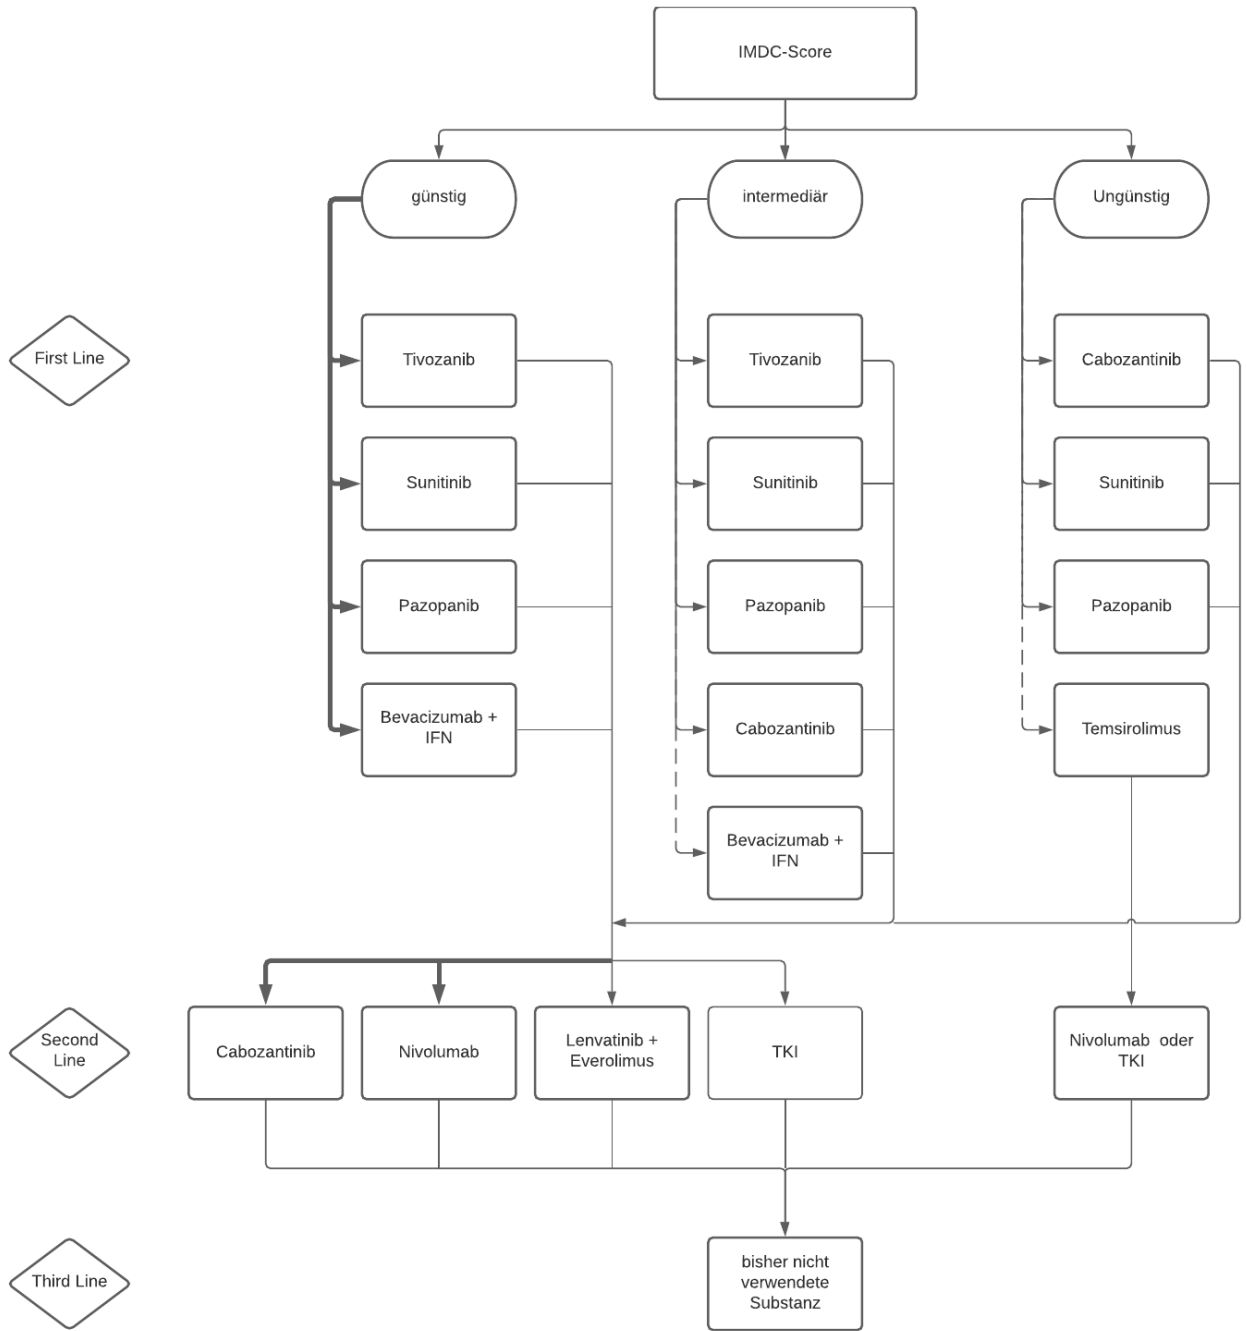 IMDC-Score
günstig
intermediär
Ungünstig
First Line
Tivozanib
Tivozanib
Cabozantinib
Sunitinib
Sunitinib
Sunitinib
Pazopanib
Pazopanib
Pazopanib
Bevacizumab +
IFN
Cabozantinib
Temsirolimus
Bevacizumab +
IFN
Second
Line
Cabozantinib
Nivolumab
Lenvatinib +
Everolimus
TKI
Nivolumab oder
TKI
Third Line
bisher nicht
verwendete
Substanz